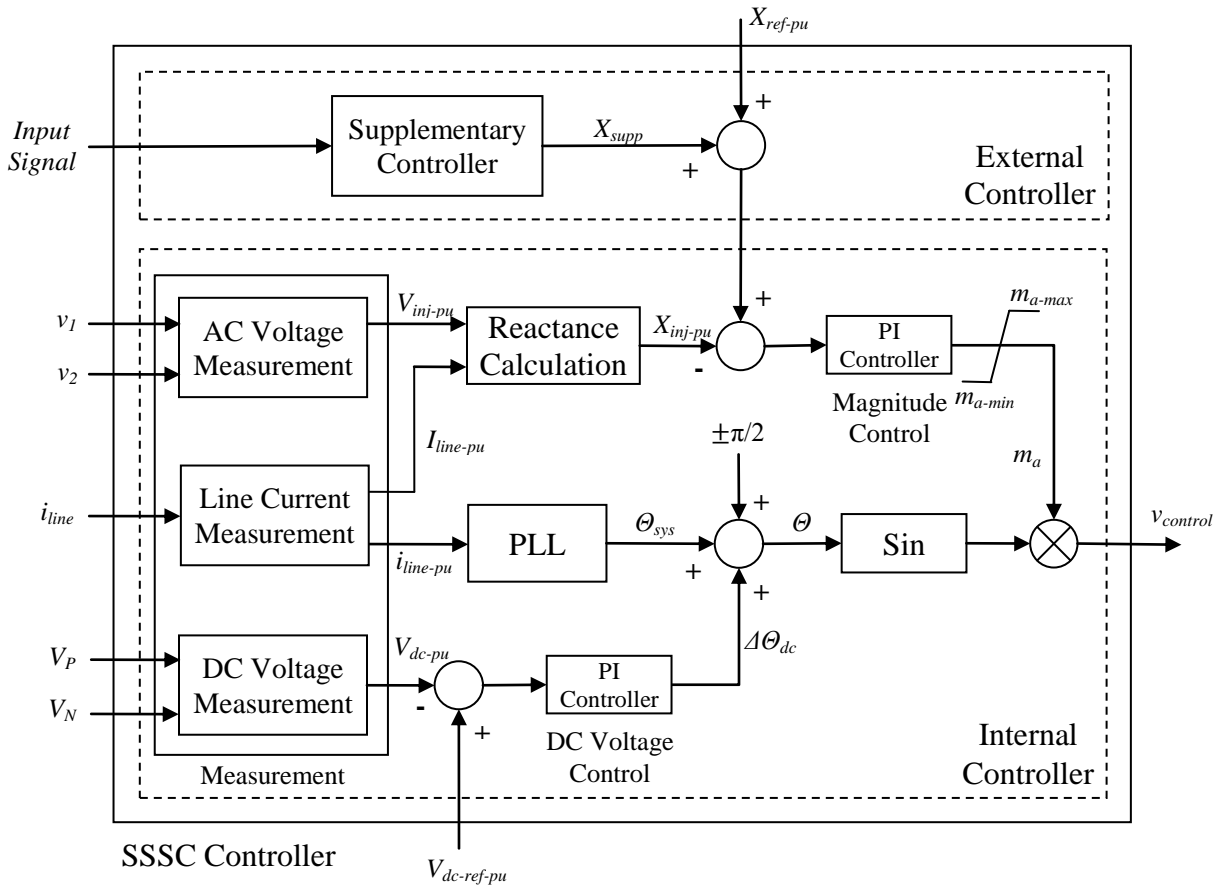 X_ref-pu
+
Input
Signal
Supplementary
Controller
X_supp
+
External
Controller
v_1
v_2
AC Voltage
Measurement
V_inj-pu
Reactance
Calculation
X_inj-pu
+
-
PI
Controller
Magnitude
Control
m_a-max
m_a-min
m_a
I_line-pu
±π/2
i_line
Line Current
Measurement
i_line-pu
PLL
Θ_sys
+
+
+
Θ
Sin
v_control
V_P
V_N
DC Voltage
Measurement
V_dc-pu
-
+
PI
Controller
DC Voltage
Control
ΔΘ_dc
Measurement
Internal
Controller
SSSC Controller
V_dc-ref-pu